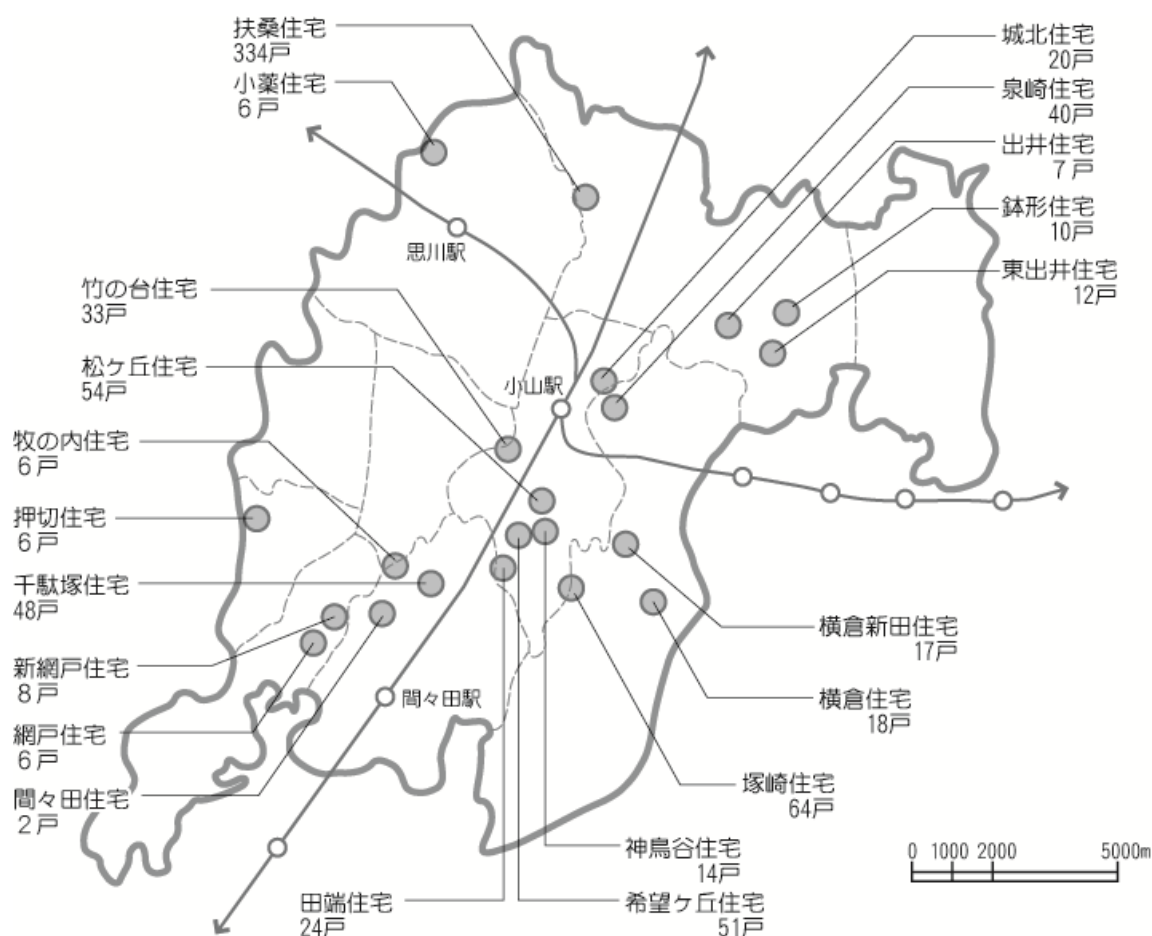 扶桑住宅
334戸
小薬住宅
6戸
竹の台住宅
33戸
松ヶ丘住宅
54戸
牧の内住宅
6戸
押切住宅
6戸
千駄塚住宅
48戸
新網戸住宅
8戸
網戸住宅
6戸
間々田住宅
2戸
思川駅
小山駅
間々田駅
城北住宅
20戸
泉崎住宅
40戸
出井住宅
7戸
鉢形住宅
10戸
東出井住宅
12戸
横倉新田住宅
17戸
横倉住宅
18戸
塚崎住宅
64戸
神鳥谷住宅
14戸
希望ヶ丘住宅
51戸
田端住宅
24戸
0 1000 2000 5000m